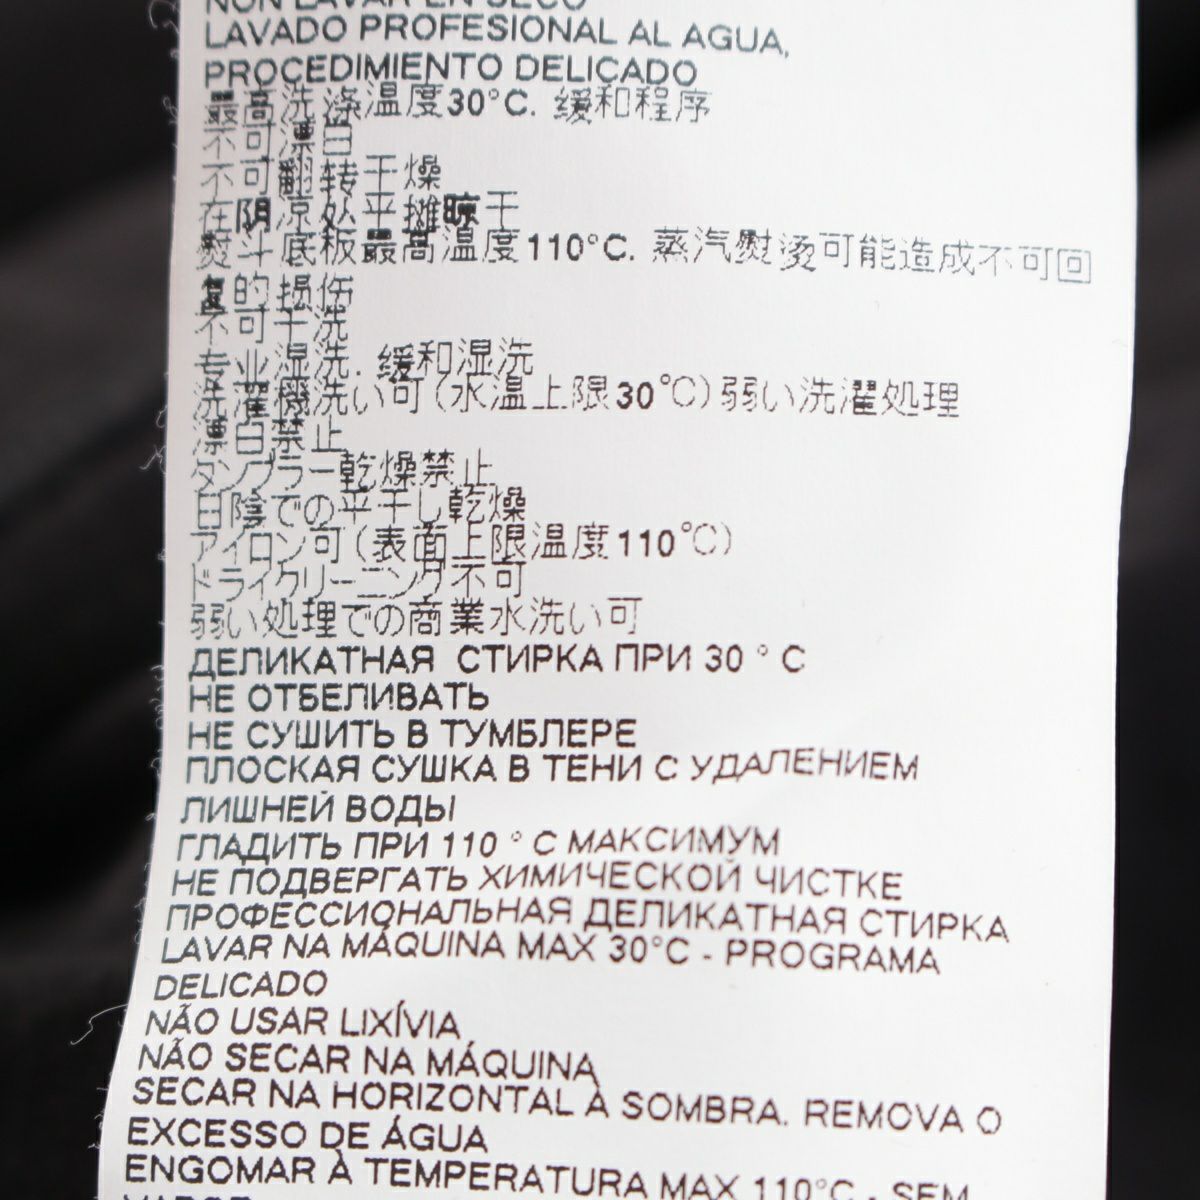 NON LAVAR EN SECO
LAVADO PROFESIONAL AL AGUA,
PROCEDIMIENTO DELICADO
最高洗涤温度30°C. 缓和程序
不可漂白
不可翻转干燥
在阴凉处平摊晾干
熨斗底板最高温度110°C. 蒸汽熨烫可能造成不可回
复的损伤
不可干洗
专业湿洗. 缓和湿洗
洗濯機洗い可(水温上限30℃)弱い洗濯処理
漂白禁止
タンブラー乾燥禁止
日陰での平干し乾燥
アイロン可(表面上限温度110℃)
ドライクリーニング不可
弱い処理での商業水洗い可
ДЕЛИКАТНАЯ СТИРКА ПРИ 30 ° C
НЕ ОТБЕЛИВАТЬ
НЕ СУШИТЬ В ТУМБЛЕРЕ
ПЛОСКАЯ СУШКА В ТЕНИ С УДАЛЕНИЕМ
ЛИШНЕЙ ВОДЫ
ГЛАДИТЬ ПРИ 110 ° C МАКСИМУМ
НЕ ПОДВЕРГАТЬ ХИМИЧЕСКОЙ ЧИСТКЕ
ПРОФЕССИОНАЛЬНАЯ ДЕЛИКАТНАЯ СТИРКА
LAVAR NA MÁQUINA MAX 30°C - PROGRAMA
DELICADO
NÃO USAR LIXÍVIA
NÃO SECAR NA MÁQUINA
SECAR NA HORIZONTAL À SOMBRA. REMOVA O
EXCESSO DE ÁGUA
ENGOMAR À TEMPERATURA MAX 110°C. SEM